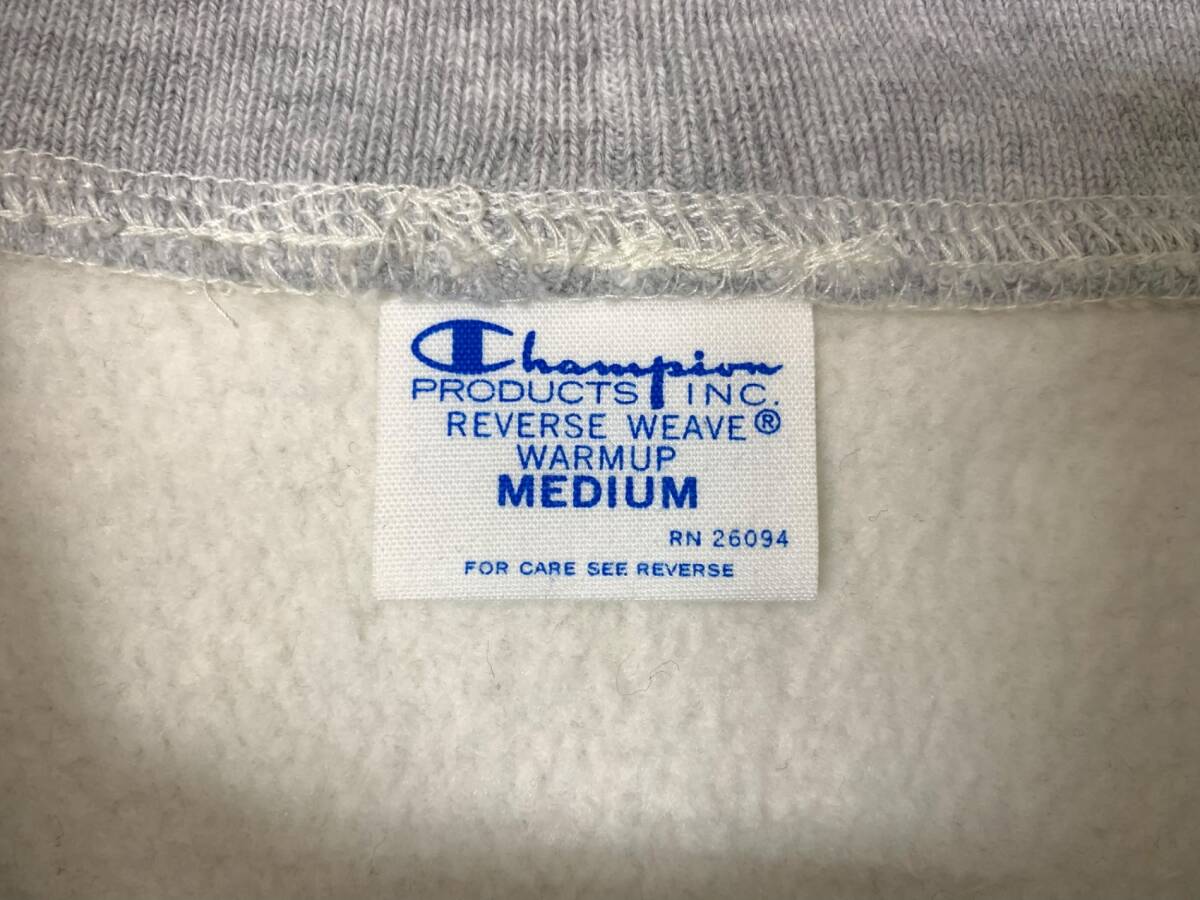 Champion
PRODUCTS INC.
REVERSE WEAVE®
WARMUP
MEDIUM
RN 26094
FOR CARE SEE REVERSE